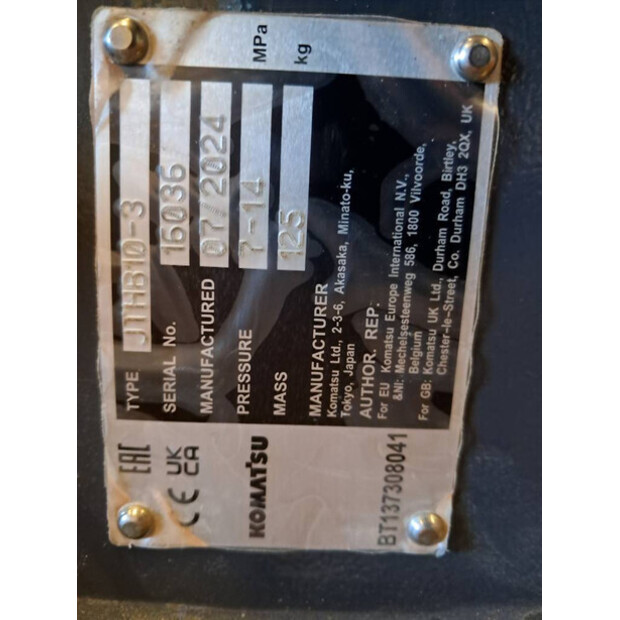 EAC
CE UK CA
KOMATSU
BT137308041
TYPE JTHB10-3
SERIAL No. 16036
MANUFACTURED 07/2024
PRESSURE 7-14 MPa
MASS 125 kg
MANUFACTURER
Komatsu Ltd., 2-3-6, Akasaka, Minato-ku,
Tokyo, Japan
AUTHOR. REP.
For EU Komatsu Europe International N.V.,
&NI: Mechelsesteenweg 586, 1800 Vilvoorde,
Belgium
For GB: Komatsu UK Ltd., Durham Road, Birtley,
Chester-le-Street, Co. Durham DH3 2QX, UK